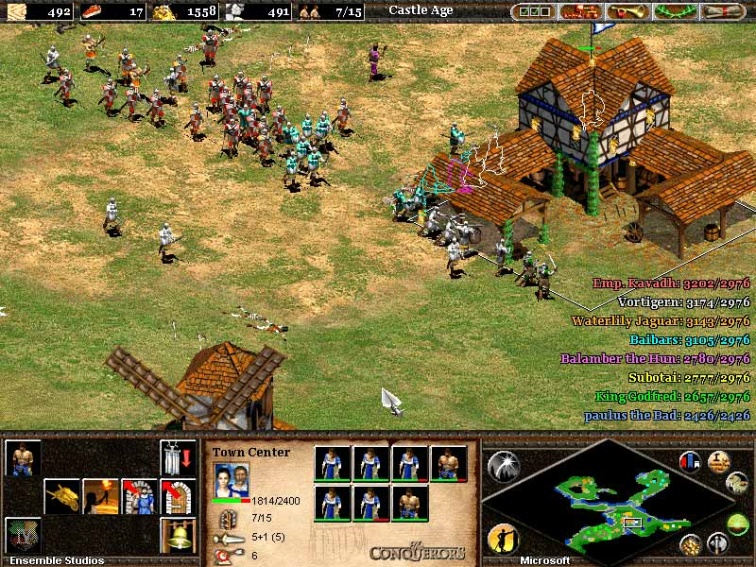 492 17 1558 491 7/15 Castle Age
Emp. Kavadh: 3202/2976
Vortigern: 3174/2976
Waterlily Jaguar: 3143/2976
Baibars: 3105/2976
Balamber the Hun: 2780/2976
Subotai: 2777/2976
King Godfred: 2657/2976
paulus the Bad: 2426/2426
Town Center
1814/2400
7/15
5+1 (5)
6
CONQUERORS
Ensemble Studios
Microsoft